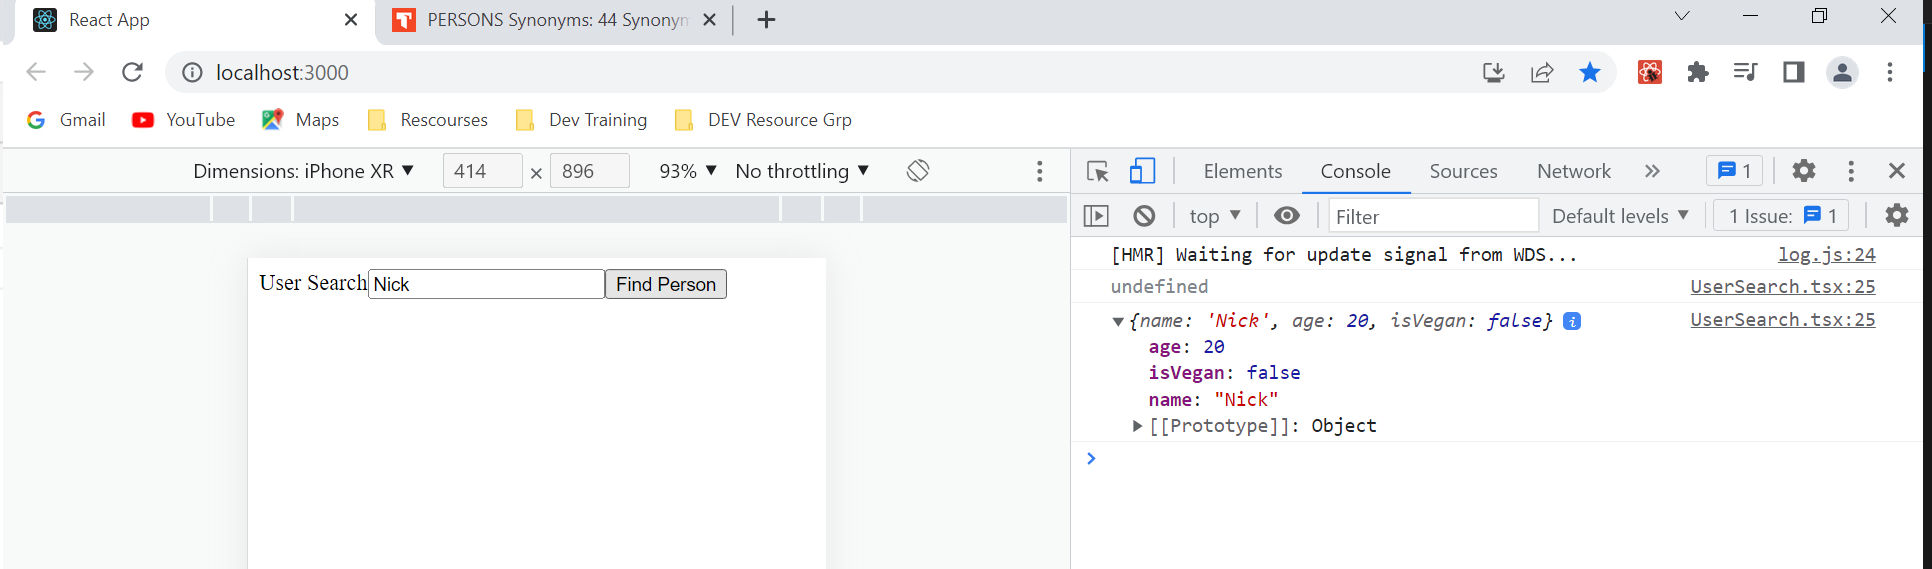 React App
PERSONS Synonyms: 44 Synonym
localhost:3000
Gmail YouTube Maps Rescourses Dev Training DEV Resource Grp
Dimensions: iPhone XR ▼ 414 × 896 93% ▼ No throttling ▼
User Search Nick Find Person
Elements Console Sources Network » 1
top ▼ Filter Default levels ▼ 1 Issue: 1
[HMR] Waiting for update signal from WDS... log.js:24
undefined UserSearch.tsx:25
▼{name: 'Nick', age: 20, isVegan: false} i UserSearch.tsx:25
age: 20
isVegan: false
name: "Nick"
▶[[Prototype]]: Object
>